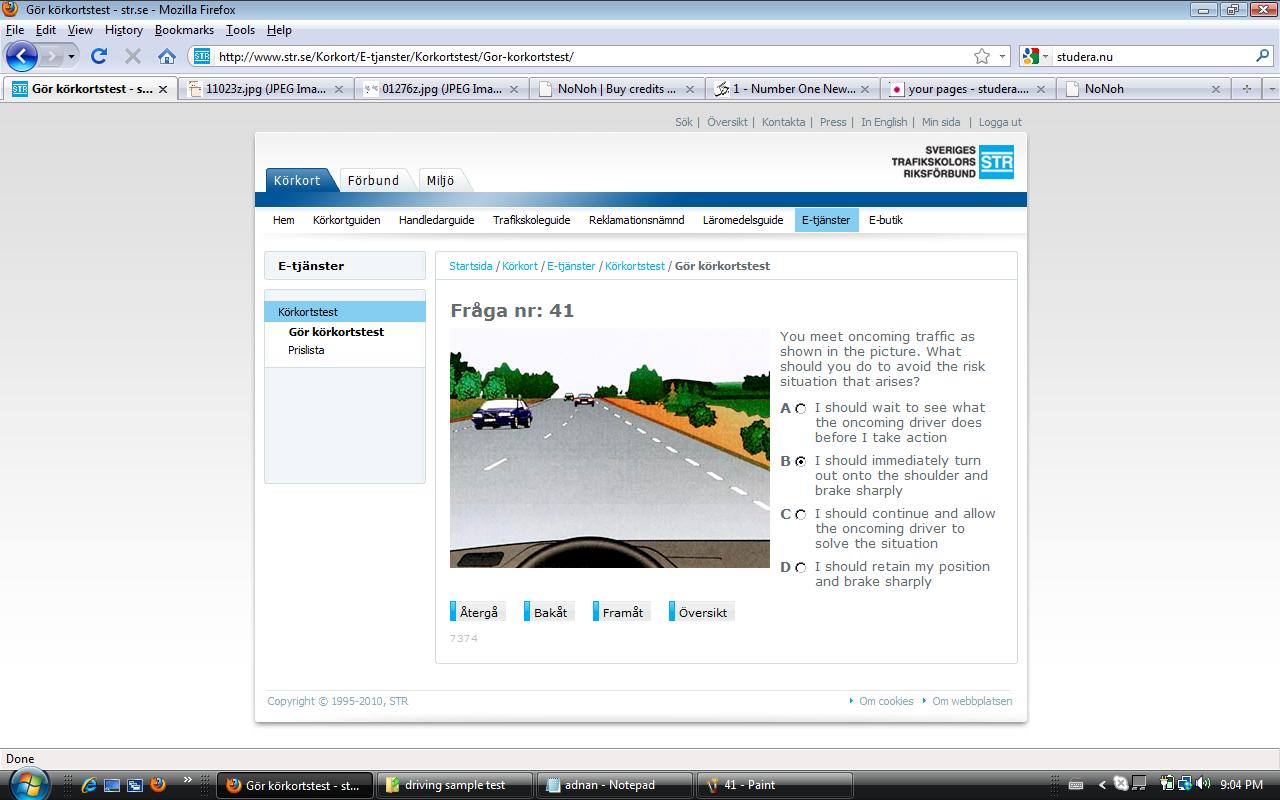 Gör körkortstest - str.se - Mozilla Firefox
File Edit View History Bookmarks Tools Help
STR http://www.str.se/Korkort/E-tjanster/Korkortstest/Gor-korkortstest/ studera.nu
STR Gör körkortstest - s... 11023z.jpg (JPEG Ima... 01276z.jpg (JPEG Ima... NoNoh | Buy credits ... 1 - Number One New... your pages - studera.... NoNoh
Sök | Översikt | Kontakta | Press | In English | Min sida | Logga ut
SVERIGES
TRAFIKSKOLORS
RIKSFÖRBUND
STR
Körkort Förbund Miljö
Hem Körkortguiden Handledarguide Trafikskoleguide Reklamationsnämnd Läromedelsguide E-tjänster E-butik
E-tjänster
Körkortstest
Gör körkortstest
Prislista
Startsida / Körkort / E-tjänster / Körkortstest / Gör körkortstest
Fråga nr: 41
You meet oncoming traffic as
shown in the picture. What
should you do to avoid the risk
situation that arises?
A I should wait to see what
the oncoming driver does
before I take action
B I should immediately turn
out onto the shoulder and
brake sharply
C I should continue and allow
the oncoming driver to
solve the situation
D I should retain my position
and brake sharply
Återgå Bakåt Framåt Översikt
7374
Copyright © 1995-2010, STR Om cookies Om webbplatsen
Done
Gör körkortstest - st... driving sample test adnan - Notepad 41 - Paint 9:04 PM